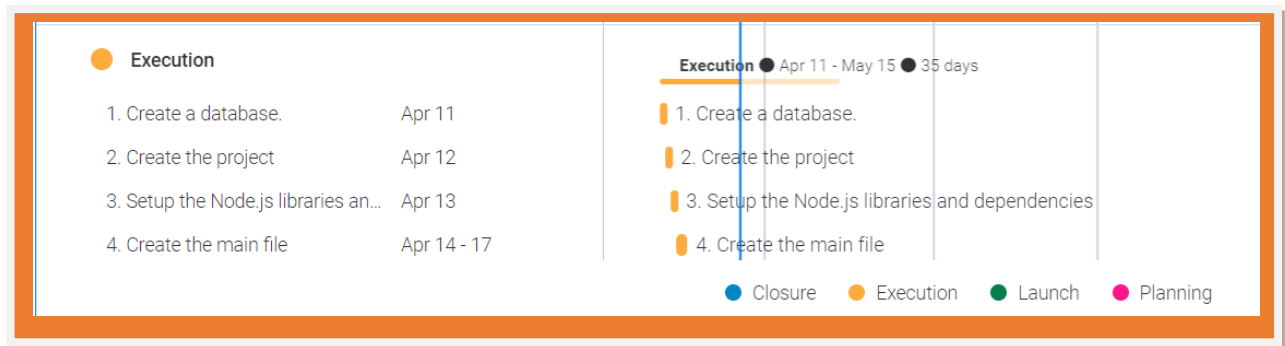 Execution
Execution ● Apr 11 - May 15 ● 35 days
1. Create a database. Apr 11 1. Create a database.
2. Create the project Apr 12 2. Create the project
3. Setup the Node.js libraries an... Apr 13 3. Setup the Node.js libraries and dependencies
4. Create the main file Apr 14 - 17 4. Create the main file
Closure Execution Launch Planning